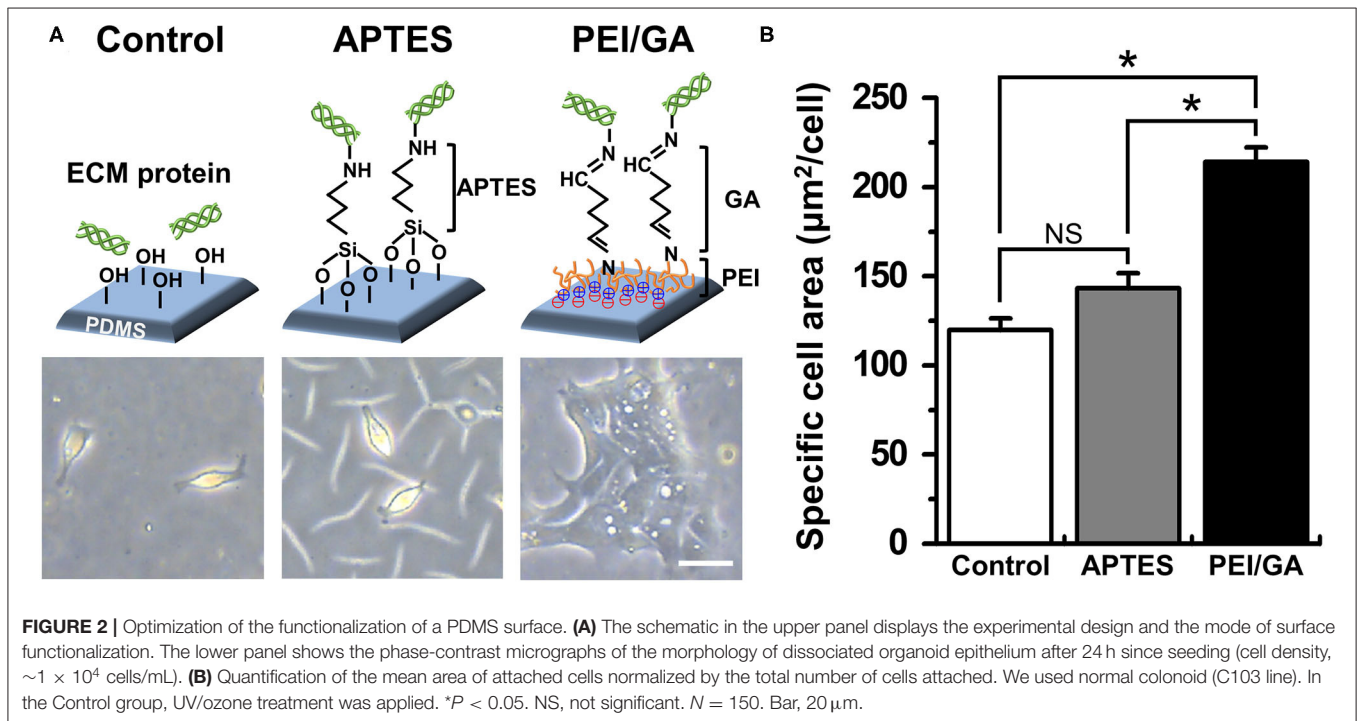 A
Control
APTES
PEI/GA
ECM protein
OH
OH
OH
OH
PDMS
NH
NH
APTES
Si
Si
O
O
O
O
O
O
N
N
HC
HC
GA
N
N
PEI
B
Specific cell area (µm²/cell)
250
200
150
100
50
0
*
*
NS
Control
APTES
PEI/GA
FIGURE 2 | Optimization of the functionalization of a PDMS surface. (A) The schematic in the upper panel displays the experimental design and the mode of surface
functionalization. The lower panel shows the phase-contrast micrographs of the morphology of dissociated organoid epithelium after 24 h since seeding (cell density,
~1 × 10⁴ cells/mL). (B) Quantification of the mean area of attached cells normalized by the total number of cells attached. We used normal colonoid (C103 line). In
the Control group, UV/ozone treatment was applied. *P < 0.05. NS, not significant. N = 150. Bar, 20 µm.